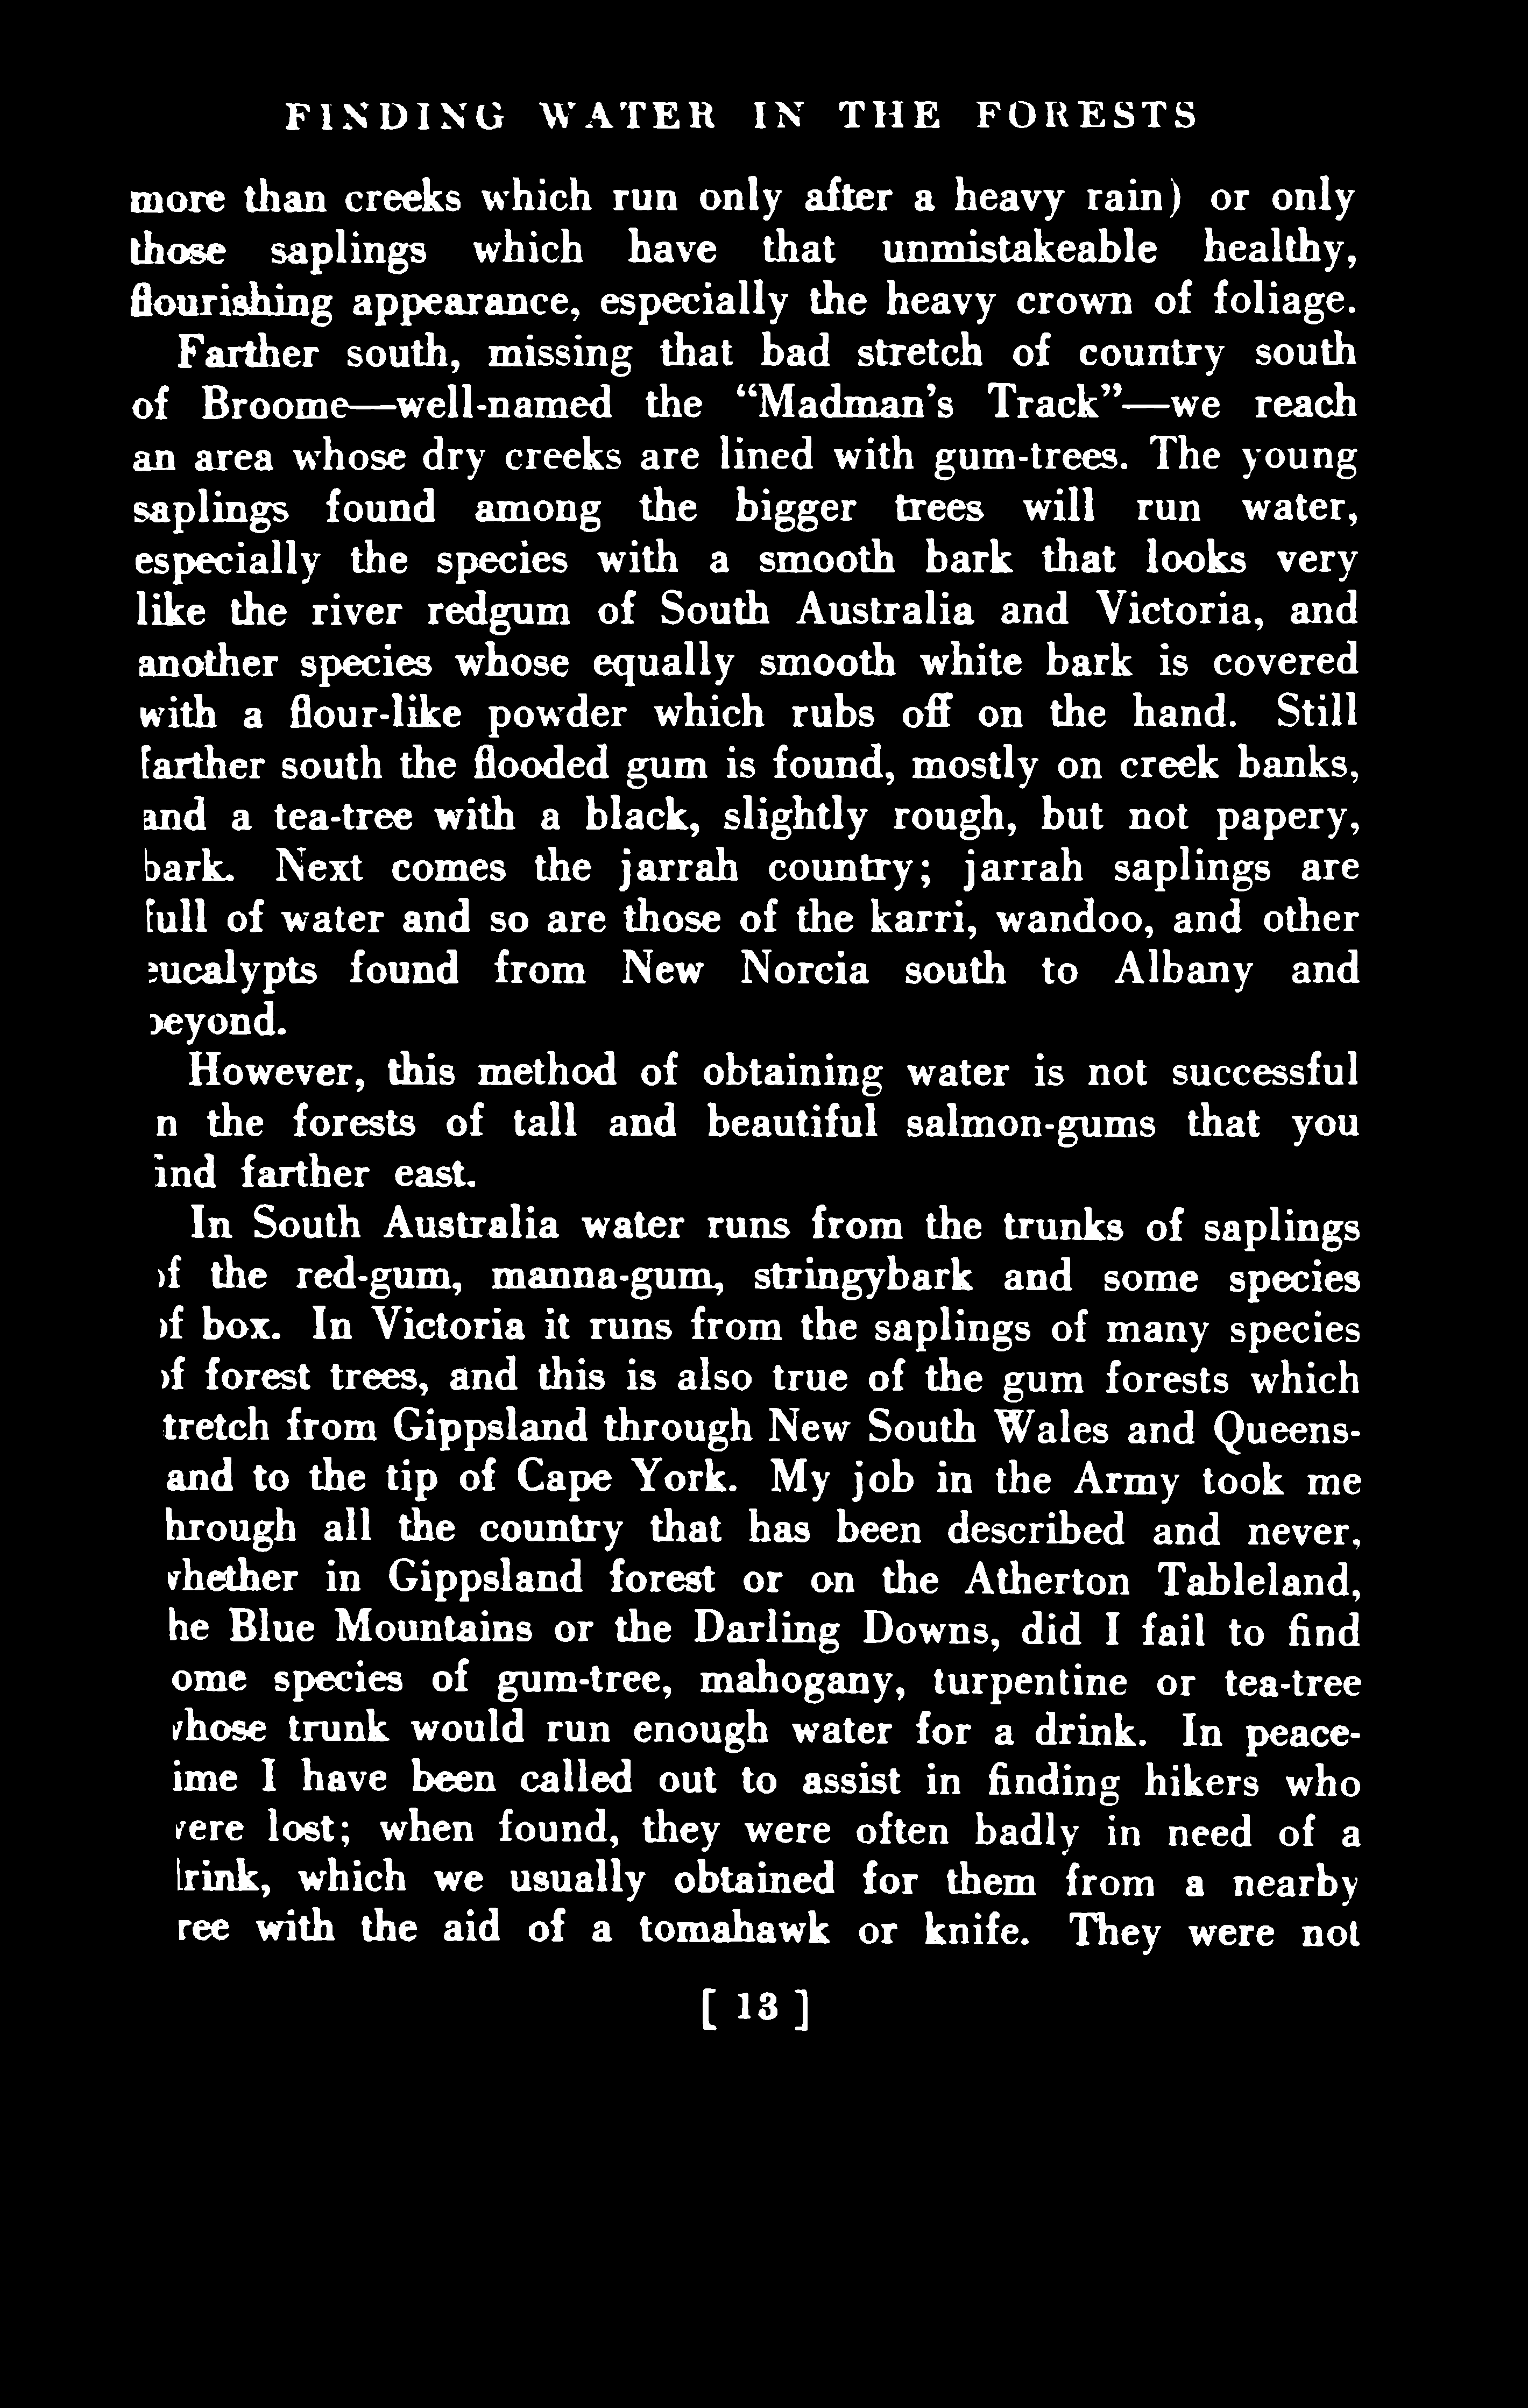 FINDING WATER IN THE FORESTS
more than creeks which run only after a heavy rain) or only
those saplings which have that unmistakeable healthy,
flourishing appearance, especially the heavy crown of foliage.
Farther south, missing that bad stretch of country south
of Broome—well-named the “Madman’s Track”—we reach
an area whose dry creeks are lined with gum-trees. The young
saplings found among the bigger trees will run water,
especially the species with a smooth bark that looks very
like the river redgum of South Australia and Victoria, and
another species whose equally smooth white bark is covered
with a flour-like powder which rubs off on the hand. Still
farther south the flooded gum is found, mostly on creek banks,
and a tea-tree with a black, slightly rough, but not papery,
bark. Next comes the jarrah country; jarrah saplings are
full of water and so are those of the karri, wandoo, and other
eucalypts found from New Norcia south to Albany and
beyond.
However, this method of obtaining water is not successful
n the forests of tall and beautiful salmon-gums that you
ind farther east.
In South Australia water runs from the trunks of saplings
of the red-gum, manna-gum, stringybark and some species
of box. In Victoria it runs from the saplings of many species
of forest trees, and this is also true of the gum forests which
tretch from Gippsland through New South Wales and Queens-
and to the tip of Cape York. My job in the Army took me
hrough all the country that has been described and never,
whether in Gippsland forest or on the Atherton Tableland,
he Blue Mountains or the Darling Downs, did I fail to find
ome species of gum-tree, mahogany, turpentine or tea-tree
whose trunk would run enough water for a drink. In peace-
ime I have been called out to assist in finding hikers who
were lost; when found, they were often badly in need of a
drink, which we usually obtained for them from a nearby
ree with the aid of a tomahawk or knife. They were not
[ 13 ]